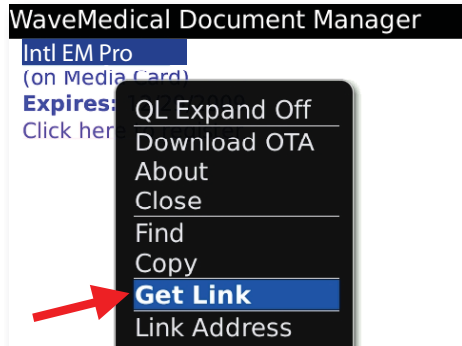 WaveMedical Document Manager
Intl EM Pro
(on Media Card)
Expires:
Click here
QL Expand Off
Download OTA
About
Close
Find
Copy
Get Link
Link Address